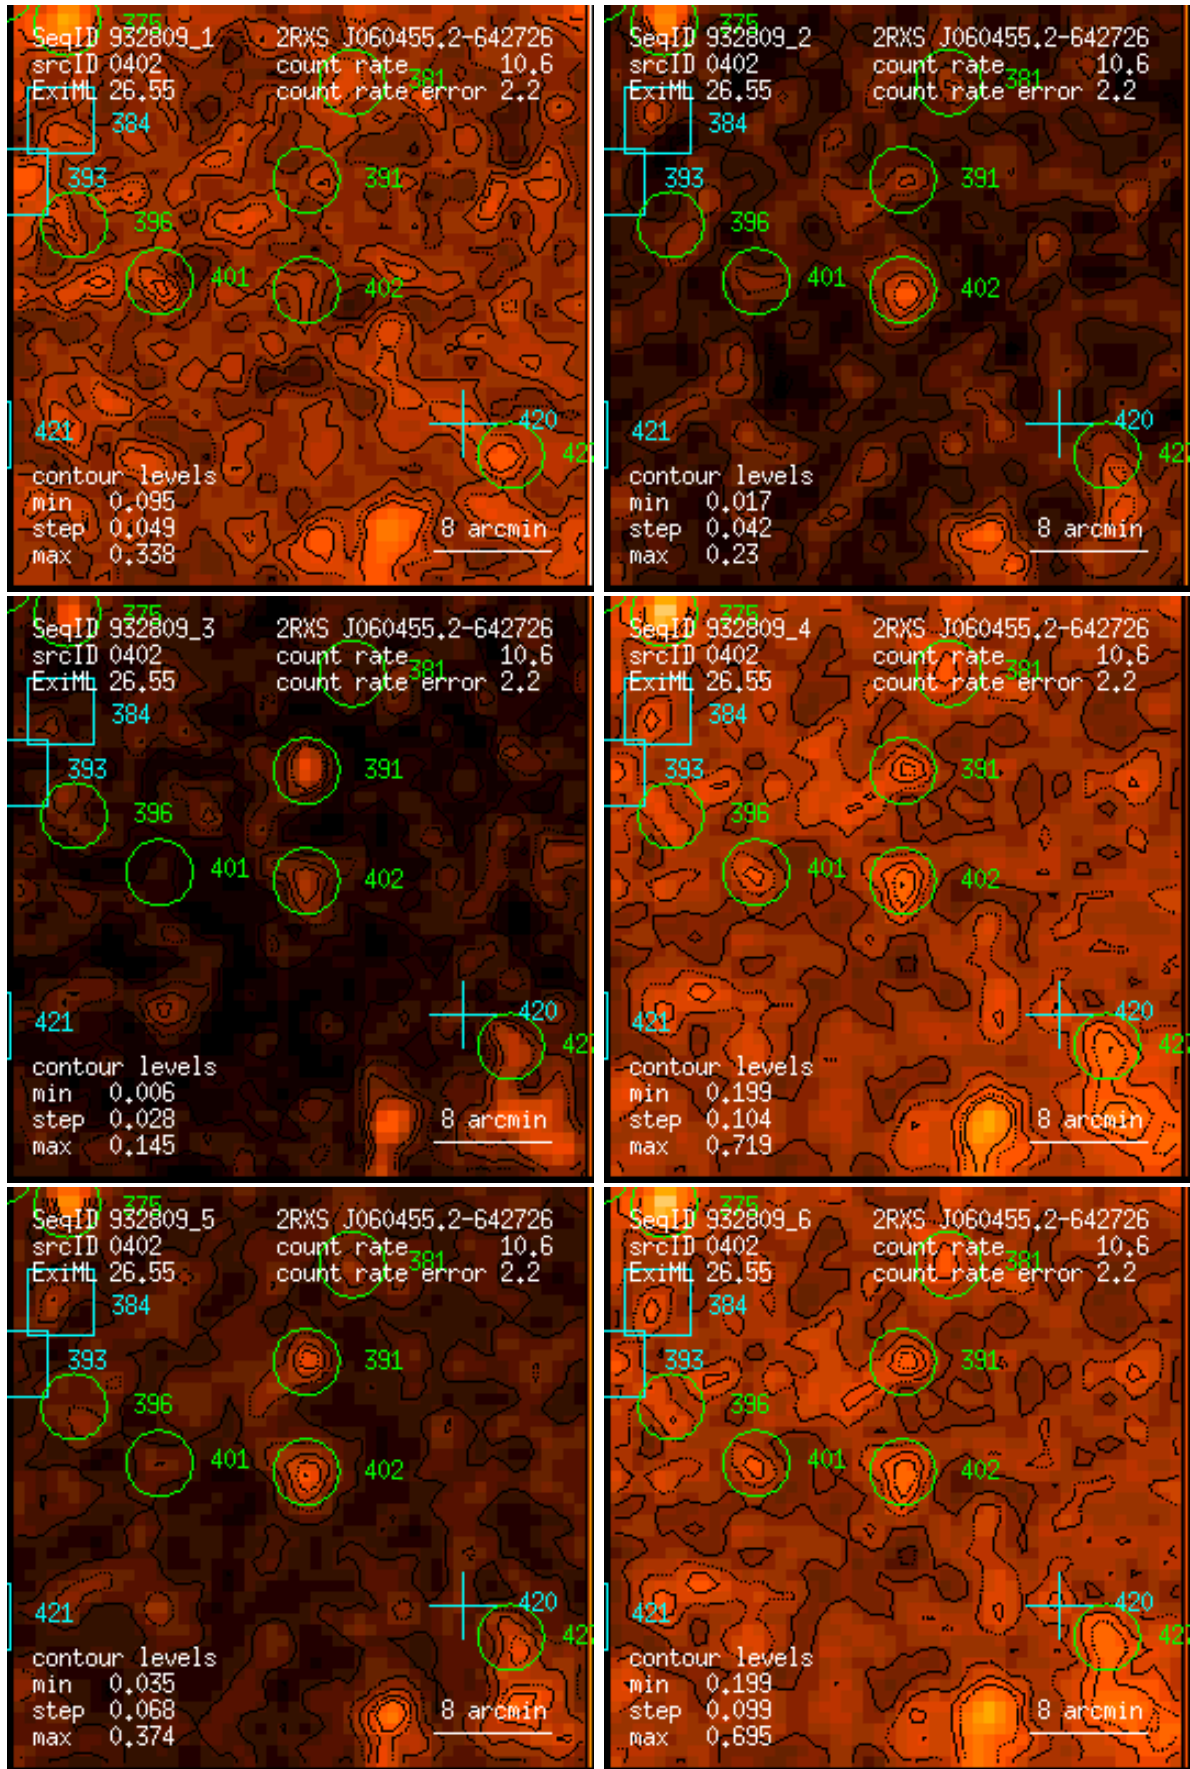 375
SeqID 932809_1 2RXS J060455.2-642726
srcID 0402 count rate 10.6
381
ExiML 26.55 count rate error 2.2
384
393
391
396
401
402
420
421
contour levels
min 0.095
step 0.049
max 0.338
8 arcmin
375
SeqID 932809_2 2RXS J060455.2-642726
srcID 0402 count rate 10.6
381
ExiML 26.55 count rate error 2.2
384
393
391
396
401
402
420
421
contour levels
min 0.017
step 0.042
max 0.23
8 arcmin
375
SeqID 932809_3 2RXS J060455.2-642726
srcID 0402 count rate 10.6
381
ExiML 26.55 count rate error 2.2
384
393
391
396
401
402
420
421
contour levels
min 0.006
step 0.028
max 0.145
8 arcmin
375
SeqID 932809_4 2RXS J060455.2-642726
srcID 0402 count rate 10.6
381
ExiML 26.55 count rate error 2.2
384
393
391
396
401
402
420
421
contour levels
min 0.199
step 0.104
max 0.719
8 arcmin
375
SeqID 932809_5 2RXS J060455.2-642726
srcID 0402 count rate 10.6
381
ExiML 26.55 count rate error 2.2
384
393
391
396
401
402
420
421
contour levels
min 0.035
step 0.068
max 0.374
8 arcmin
375
SeqID 932809_6 2RXS J060455.2-642726
srcID 0402 count rate 10.6
381
ExiML 26.55 count rate error 2.2
384
393
391
396
401
402
420
421
contour levels
min 0.199
step 0.099
max 0.695
8 arcmin